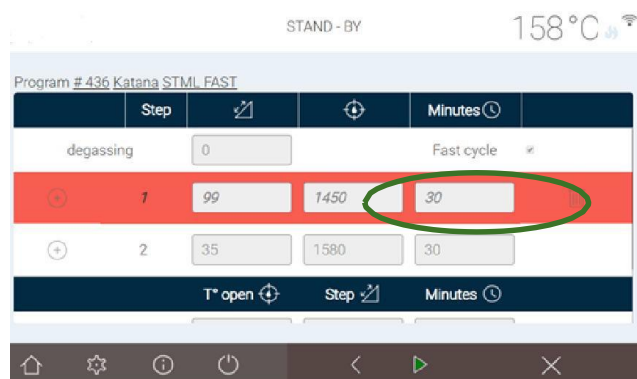 STAND - BY 158°C
Program # 436 Katana STML FAST
Step Minutes
degassing 0 Fast cycle
1 99 1450 30
2 35 1580 30
T° open Step Minutes